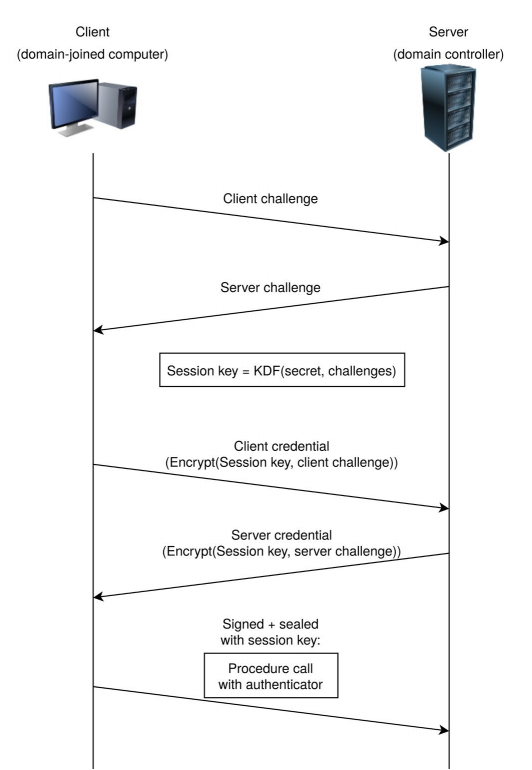 Client
(domain-joined computer)
Server
(domain controller)
Client challenge
Server challenge
Session key = KDF(secret, challenges)
Client credential
(Encrypt(Session key, client challenge))
Server credential
(Encrypt(Session key, server challenge))
Signed + sealed
with session key:
Procedure call
with authenticator